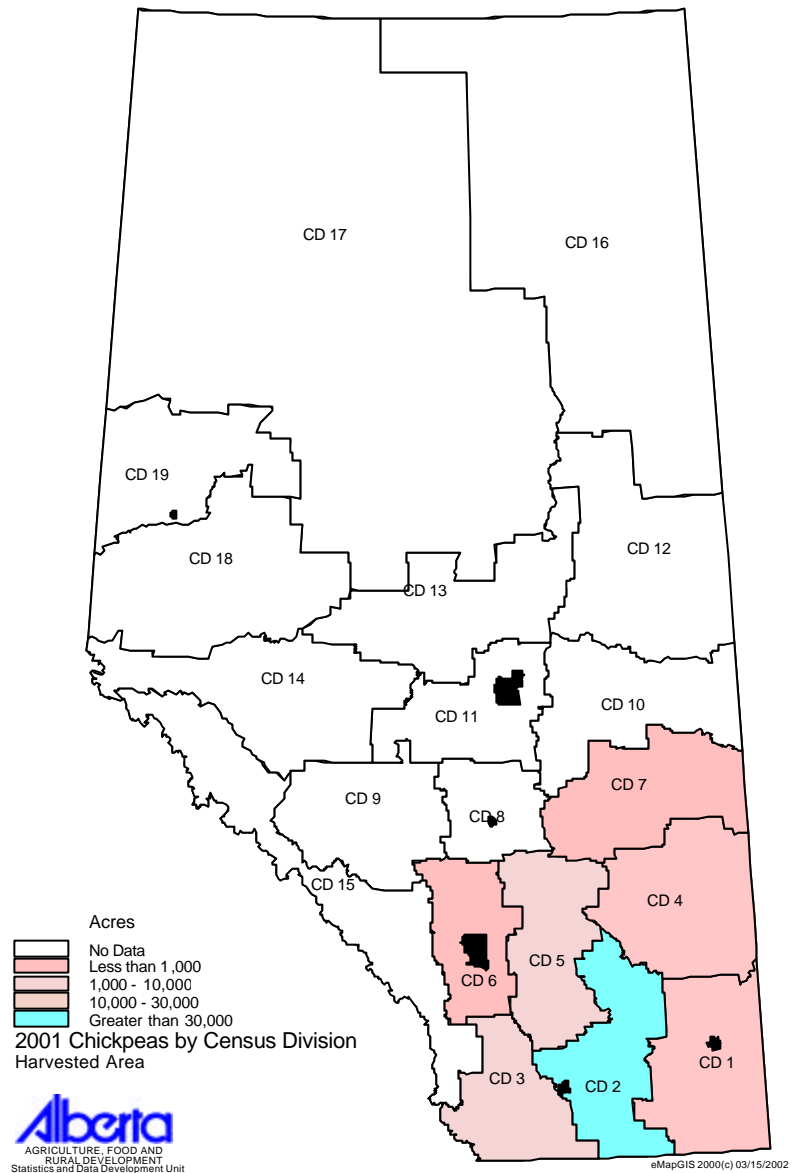 CD 17
CD 16
CD 19
CD 18
CD 12
CD 13
CD 14
CD 11
CD 10
CD 7
CD 9
CD 8
CD 15
CD 4
CD 5
CD 6
CD 1
CD 3
CD 2
Acres
No Data
Less than 1,000
1,000 - 10,000
10,000 - 30,000
Greater than 30,000
2001 Chickpeas by Census Division
Harvested Area
Alberta
AGRICULTURE, FOOD AND
RURAL DEVELOPMENT
Statistics and Data Development Unit
eMapGIS 2000(c) 03/15/2002